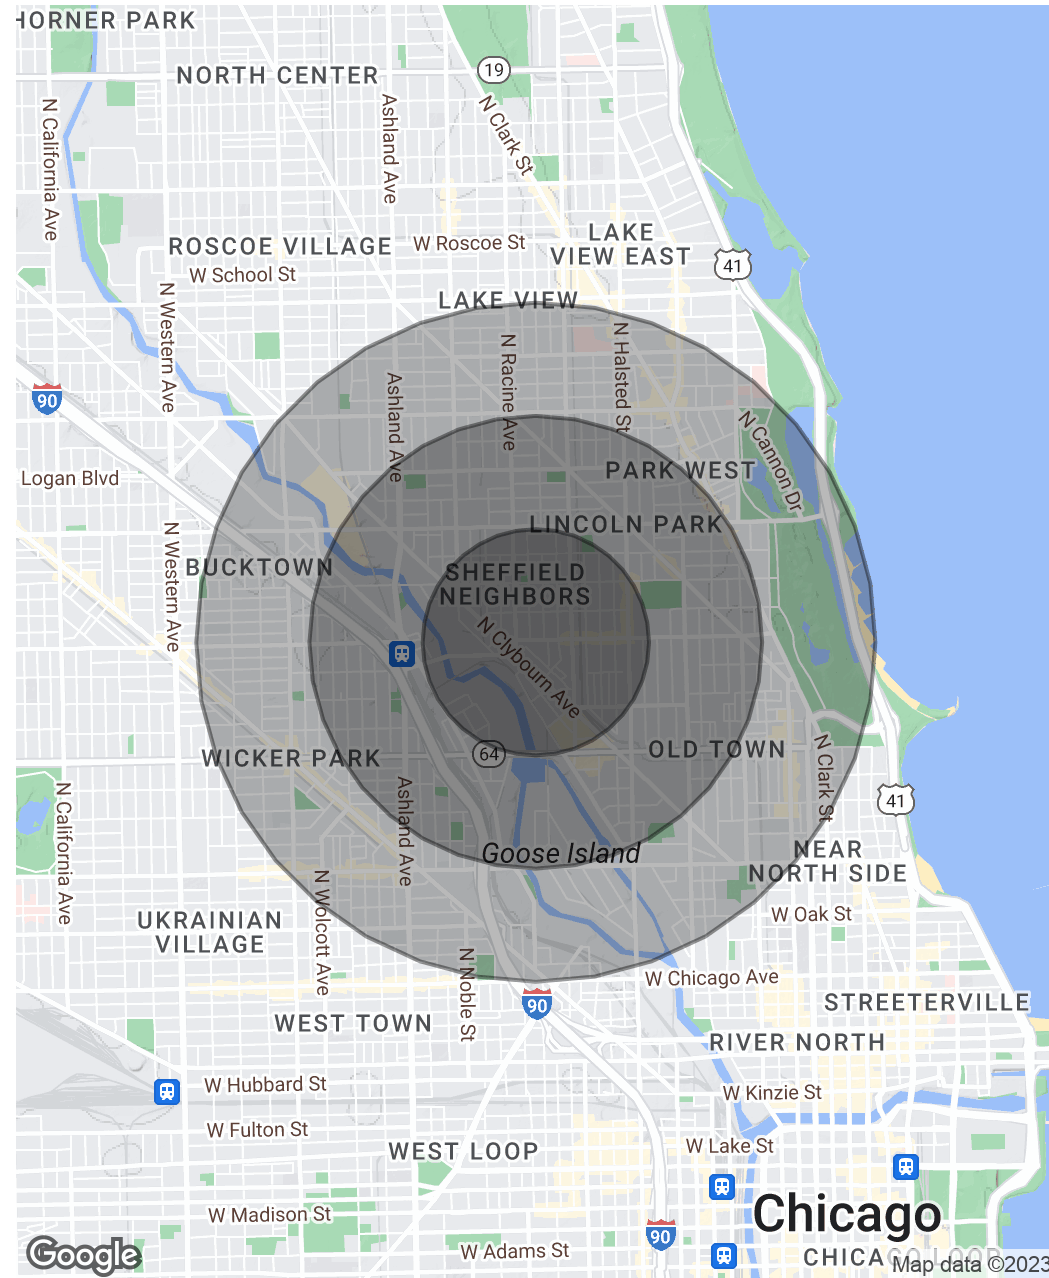 HORNER PARK
NORTH CENTER
19
N California Ave
Ashland Ave
N Clark St
ROSCOE VILLAGE
W Roscoe St
LAKE
VIEW EAST
W School St
41
LAKE VIEW
N Western Ave
N Racine Ave
N Halsted St
90
Ashland Ave
N Cannon Dr
Logan Blvd
PARK WEST
LINCOLN PARK
N Western Ave
BUCKTOWN
SHEFFIELD
NEIGHBORS
N Clybourn Ave
WICKER PARK
64
OLD TOWN
N Clark St
N California Ave
Ashland Ave
41
Goose Island
NEAR
NORTH SIDE
N Wolcott Ave
W Oak St
UKRAINIAN
VILLAGE
N Noble St
W Chicago Ave
90
STREETERVILLE
WEST TOWN
RIVER NORTH
W Hubbard St
W Kinzie St
W Fulton St
WEST LOOP
W Lake St
W Madison St
Chicago
90
Google
W Adams St
CHICAGO LOOP
Map data ©2023